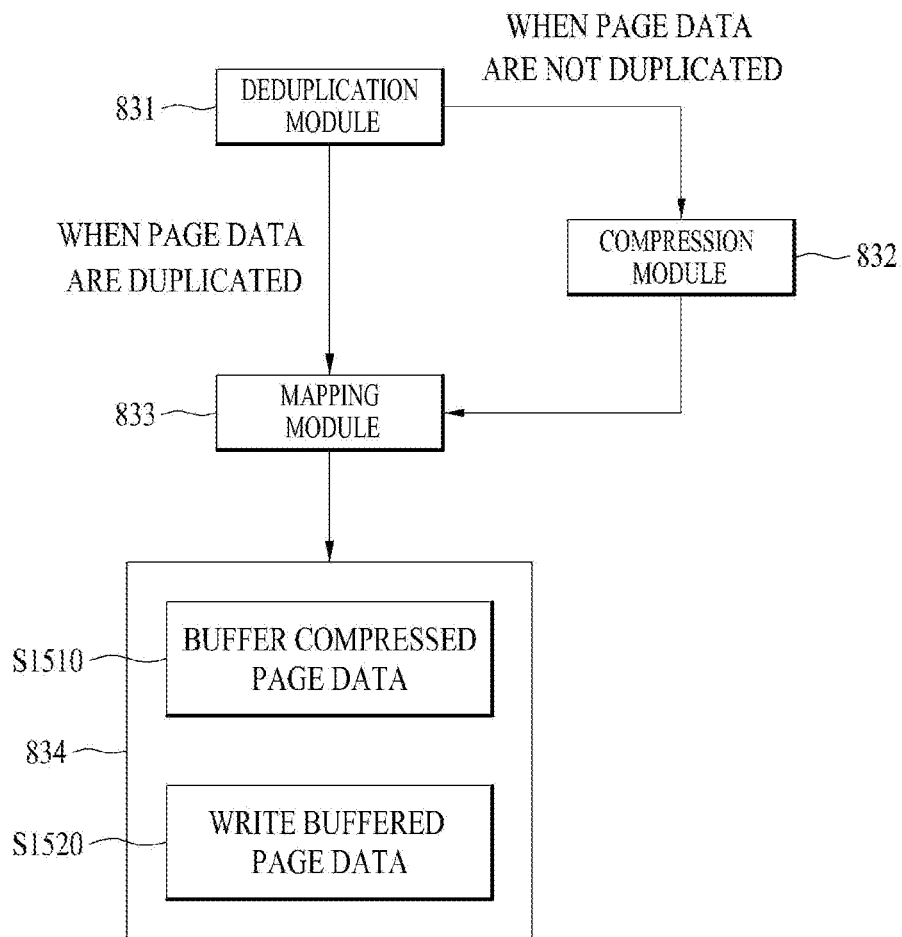 WHEN PAGE DATA
ARE NOT DUPLICATED
831
DEDUPLICATION
MODULE
WHEN PAGE DATA
ARE DUPLICATED
COMPRESSION
MODULE
832
833
MAPPING
MODULE
S1510
BUFFER COMPRESSED
PAGE DATA
834
S1520
WRITE BUFFERED
PAGE DATA